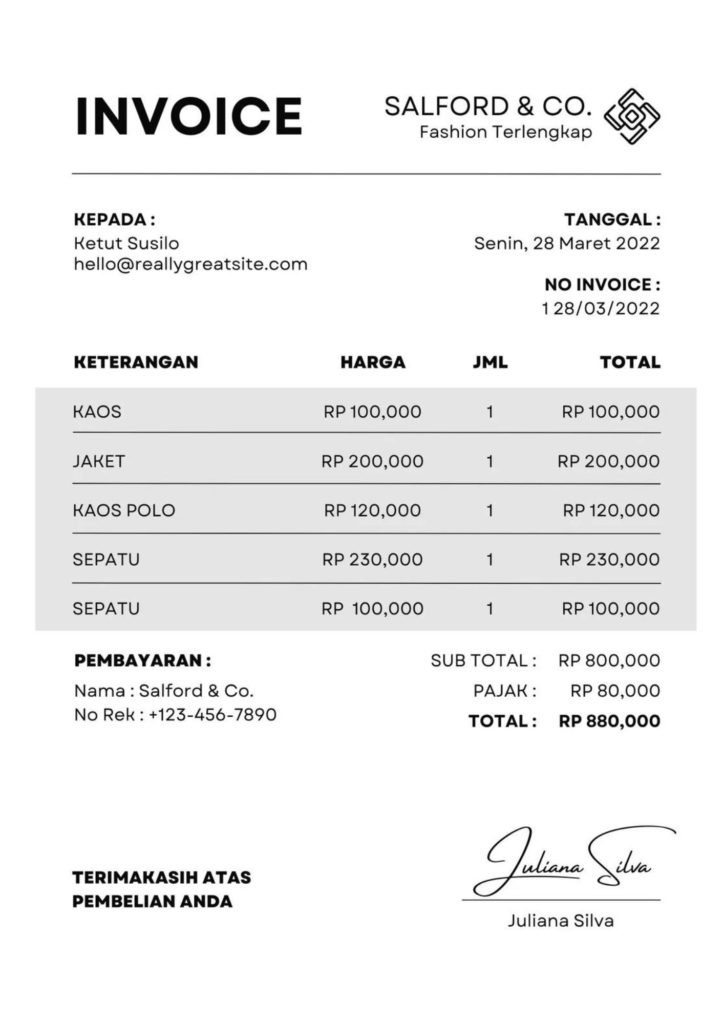 INVOICE
SALFORD & CO.
Fashion Terlengkap
KEPADA :
Ketut Susilo
hello@reallygreatsite.com
TANGGAL :
Senin, 28 Maret 2022
NO INVOICE :
1 28/03/2022
KETERANGAN HARGA JML TOTAL
KAOS RP 100,000 1 RP 100,000
JAKET RP 200,000 1 RP 200,000
KAOS POLO RP 120,000 1 RP 120,000
SEPATU RP 230,000 1 RP 230,000
SEPATU RP 100,000 1 RP 100,000
PEMBAYARAN :
Nama : Salford & Co.
No Rek : +123-456-7890
SUB TOTAL : RP 800,000
PAJAK : RP 80,000
TOTAL : RP 880,000
TERIMAKASIH ATAS
PEMBELIAN ANDA
Juliana Silva
Juliana Silva